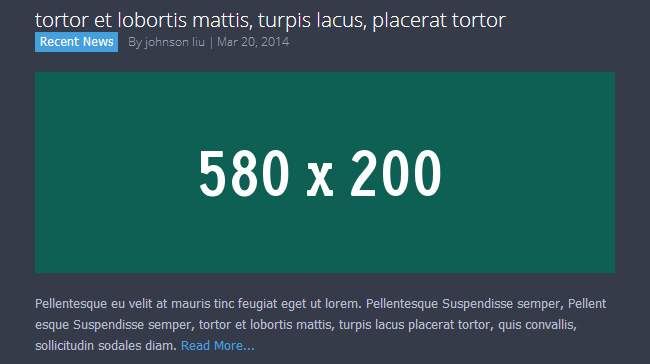 tortor et lobortis mattis, turpis lacus, placerat tortor
Recent News By johnson liu | Mar 20, 2014
580 x 200
Pellentesque eu velit at mauris tinc feugiat eget ut lorem. Pellentesque Suspendisse semper, Pellent
esque Suspendisse semper, tortor et lobortis mattis, turpis lacus placerat tortor, quis convallis,
sollicitudin sodales diam. Read More...